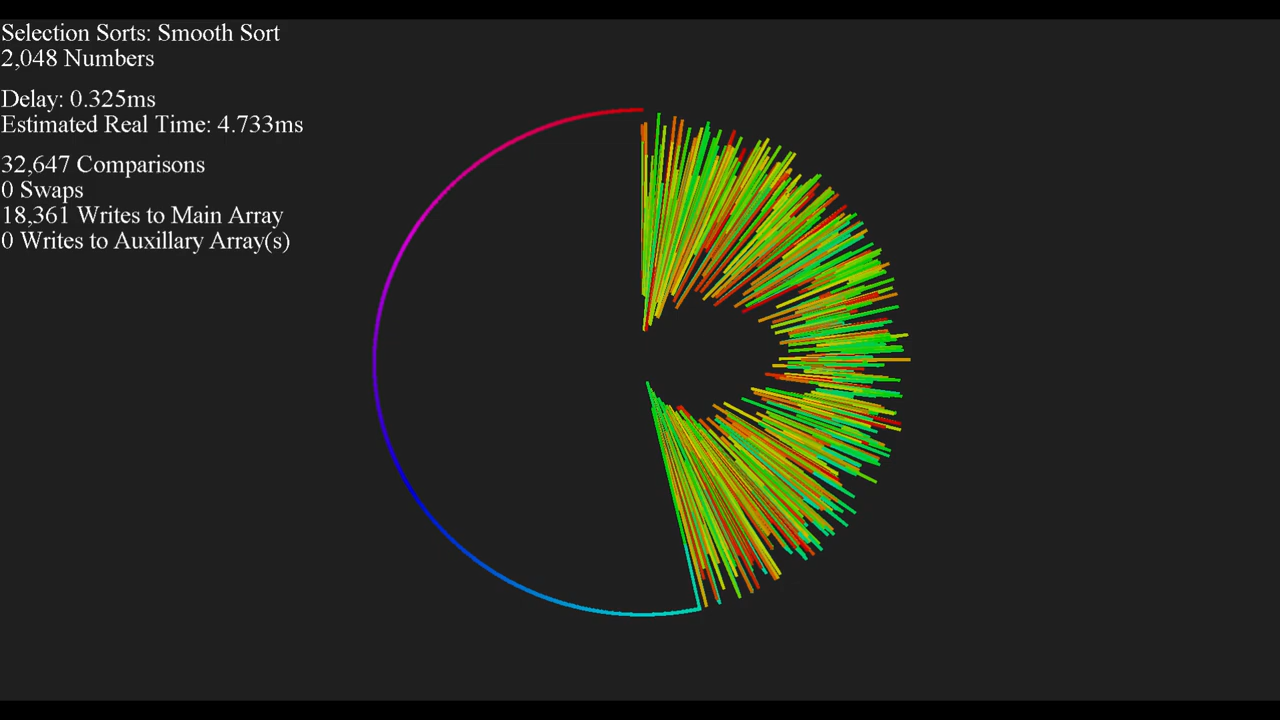 Selection Sorts: Smooth Sort
2,048 Numbers
Delay: 0.325ms
Estimated Real Time: 4.733ms
32,647 Comparisons
0 Swaps
18,361 Writes to Main Array
0 Writes to Auxillary Array(s)